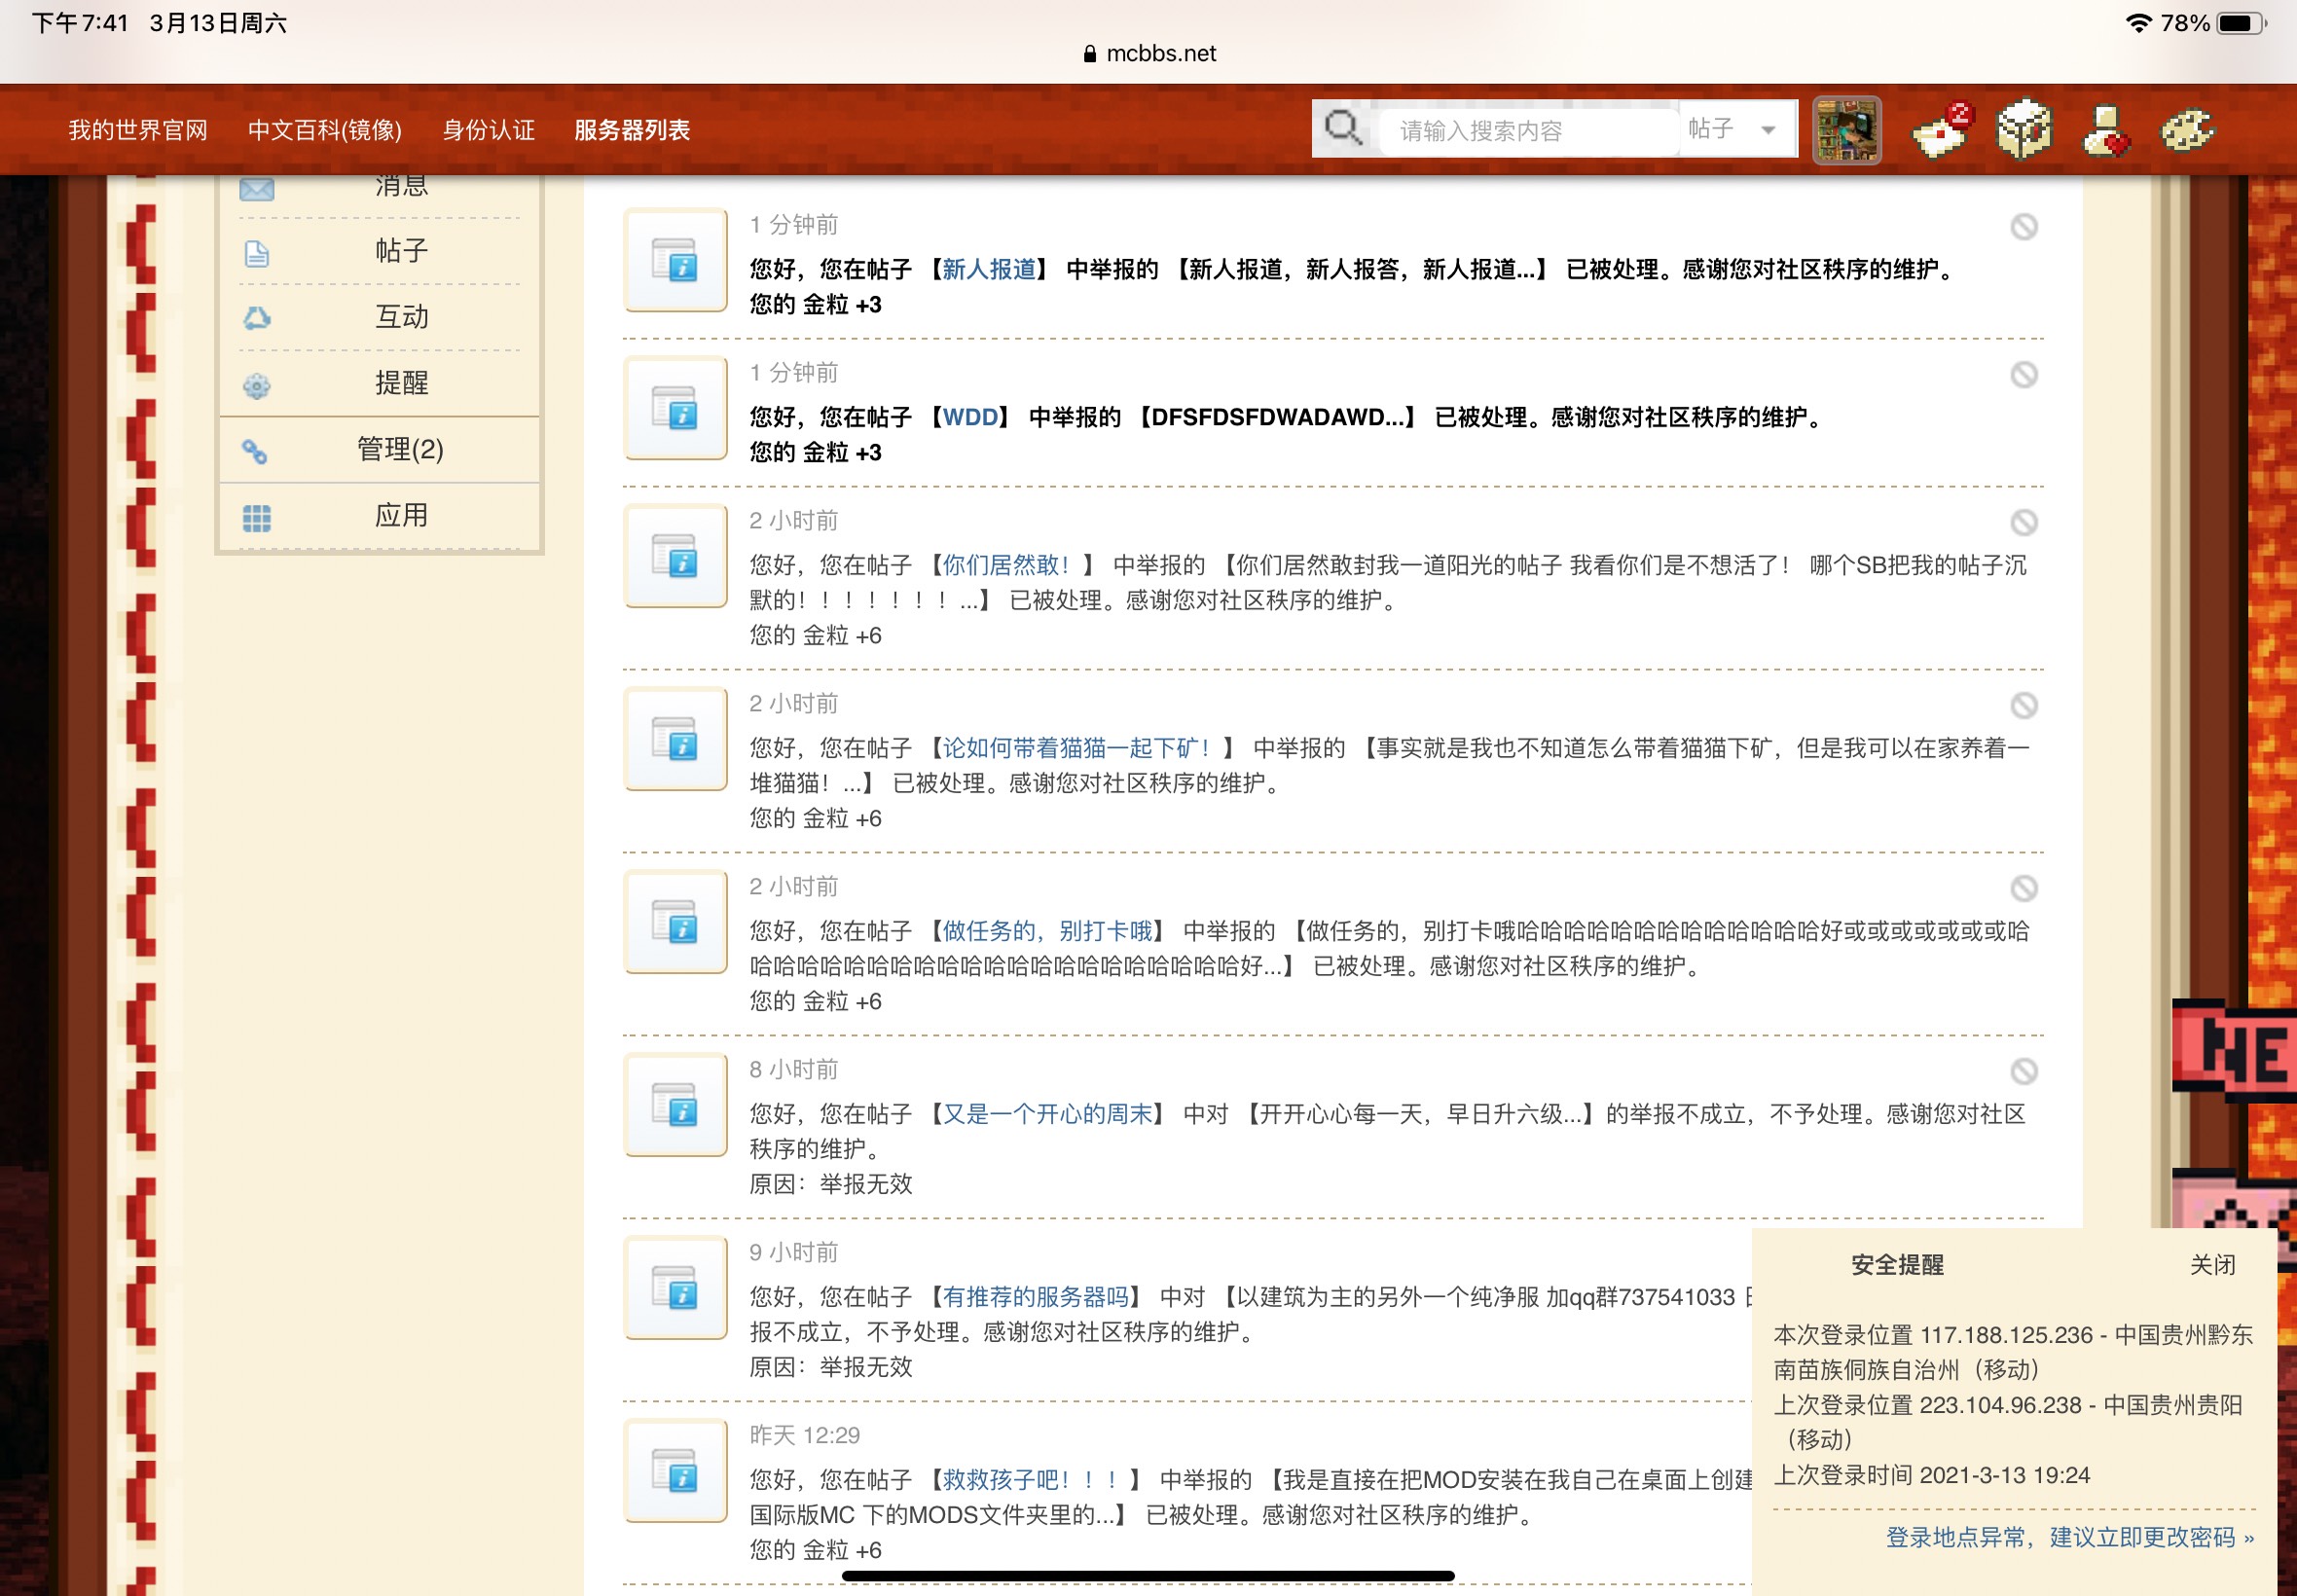 下午7:41 3月13日周六
78%
mcbbs.net
我的世界官网 中文百科(镜像) 身份认证 服务器列表
请输入搜索内容 帖子
2
消息
帖子
互动
提醒
管理(2)
应用
1 分钟前
您好，您在帖子 【新人报道】 中举报的 【新人报道，新人报答，新人报道...】 已被处理。感谢您对社区秩序的维护。
您的 金粒 +3
1 分钟前
您好，您在帖子 【WDD】 中举报的 【DFSFDSFDWADAWD...】 已被处理。感谢您对社区秩序的维护。
您的 金粒 +3
2 小时前
您好，您在帖子 【你们居然敢！】 中举报的 【你们居然敢封我一道阳光的帖子 我看你们是不想活了！ 哪个SB把我的帖子沉
默的！！！！！！！...】 已被处理。感谢您对社区秩序的维护。
您的 金粒 +6
2 小时前
您好，您在帖子 【论如何带着猫猫一起下矿！】 中举报的 【事实就是我也不知道怎么带着猫猫下矿，但是我可以在家养着一
堆猫猫！...】 已被处理。感谢您对社区秩序的维护。
您的 金粒 +6
2 小时前
您好，您在帖子 【做任务的，别打卡哦】 中举报的 【做任务的，别打卡哦哈哈哈哈哈哈哈哈哈哈哈哈哈好或或或或或或或哈
哈哈哈哈哈哈哈哈哈哈哈哈哈哈哈哈哈哈哈哈哈好...】 已被处理。感谢您对社区秩序的维护。
您的 金粒 +6
8 小时前
您好，您在帖子 【又是一个开心的周末】 中对 【开开心心每一天，早日升六级...】的举报不成立，不予处理。感谢您对社区
秩序的维护。
原因：举报无效
9 小时前
您好，您在帖子 【有推荐的服务器吗】 中对 【以建筑为主的另外一个纯净服 加qq群737541033
报不成立，不予处理。感谢您对社区秩序的维护。
原因：举报无效
昨天 12:29
您好，您在帖子 【救救孩子吧！！！】 中举报的 【我是直接在把MOD安装在我自己在桌面上创建
国际版MC 下的MODS文件夹里的...】 已被处理。感谢您对社区秩序的维护。
您的 金粒 +6
NE
安全提醒 关闭
本次登录位置 117.188.125.236 - 中国贵州黔东
南苗族侗族自治州（移动）
上次登录位置 223.104.96.238 - 中国贵州贵阳
（移动）
上次登录时间 2021-3-13 19:24
登录地点异常，建议立即更改密码 »